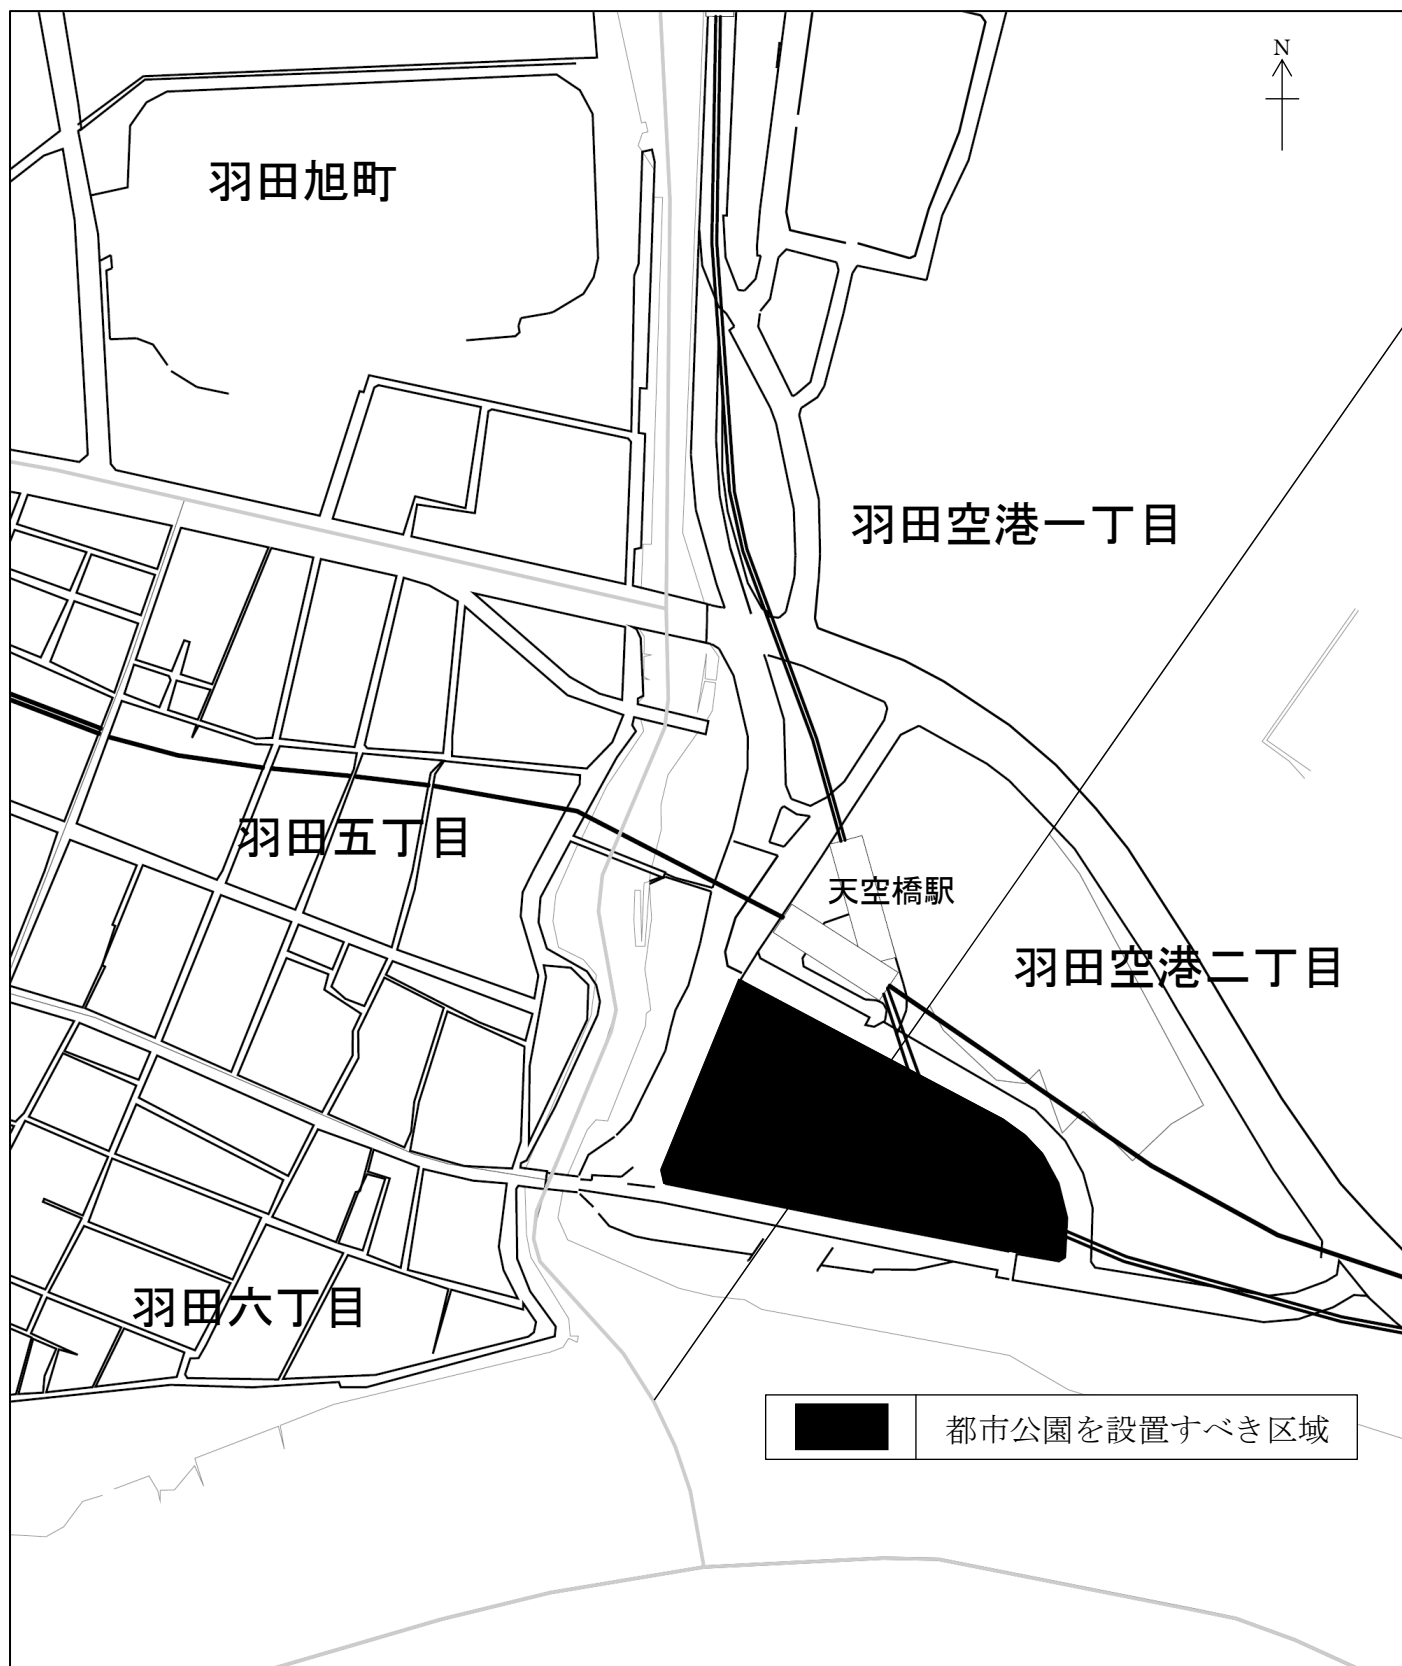 N
羽田旭町
羽田空港一丁目
羽田五丁目
天空橋駅
羽田空港二丁目
羽田六丁目
都市公園を設置すべき区域